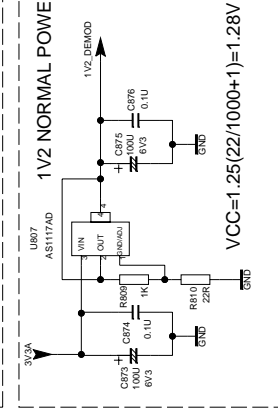 1V2 NORMAL POWE
1V2_DEMOD
C876
0.1U
C875
100U
6V3
+
GND
VCC=1.25(22/1000+1)=1.28V
U807
AS1117AD
VIN
OUT
GND/ADJ
3
2
1
4
4
R809
1K
R810
22R
GND
3V3A
C874
0.1U
C873
100U
6V3
+
GND